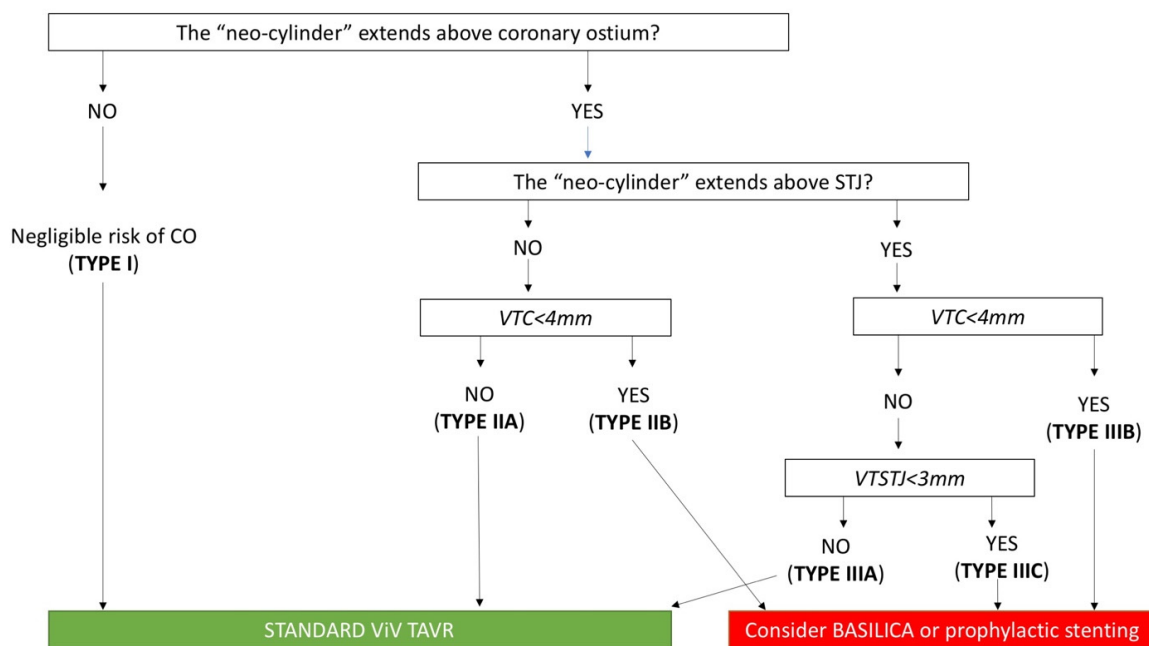 The “neo-cylinder” extends above coronary ostium?
NO
YES
The “neo-cylinder” extends above STJ?
Negligible risk of CO
(TYPE I)
NO
YES
VTC<4mm
VTC<4mm
NO
(TYPE IIA)
YES
(TYPE IIB)
NO
YES
(TYPE IIIB)
VTSTJ<3mm
NO
(TYPE IIIA)
YES
(TYPE IIIC)
STANDARD ViV TAVR
Consider BASILICA or prophylactic stenting